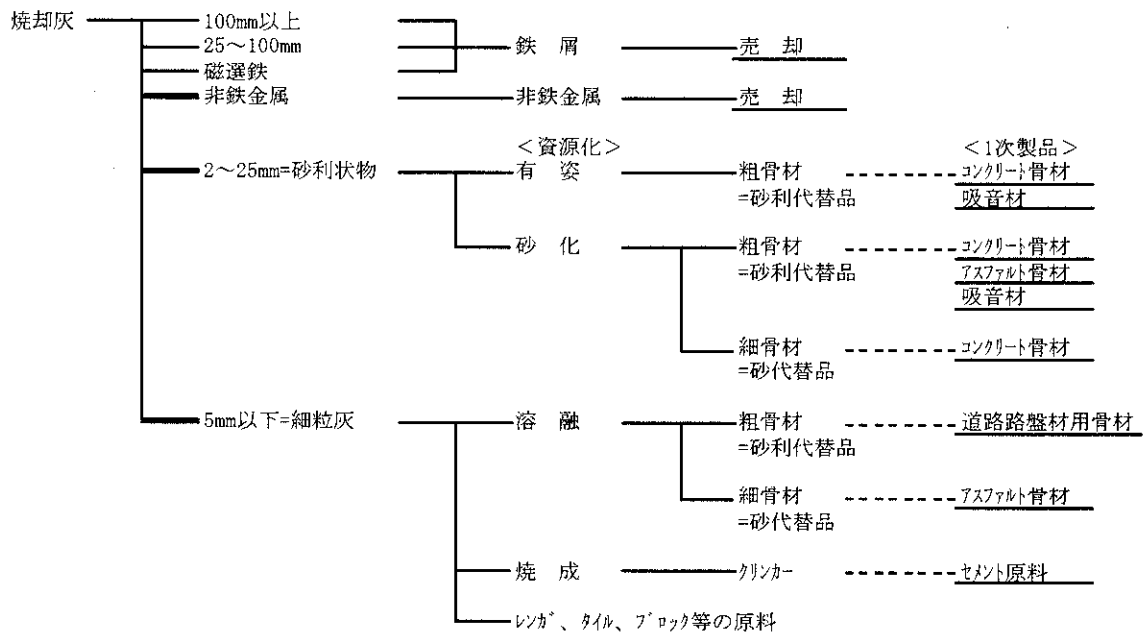 焼却灰
100mm以上
25～100mm 鉄 屑 売 却
磁選鉄
非鉄金属 非鉄金属 売 却
＜資源化＞ ＜1次製品＞
2～25mm=砂利状物 有 姿 粗骨材 コンクリート骨材
=砂利代替品 吸音材
砂 化 粗骨材 コンクリート骨材
=砂利代替品 アスファルト骨材
吸音材
細骨材 コンクリート骨材
=砂代替品
5mm以下=細粒灰 溶 融 粗骨材 道路路盤材用骨材
=砂利代替品
細骨材 アスファルト骨材
=砂代替品
焼 成 クリンカー セメント原料
レンガ、タイル、ブロック等の原料